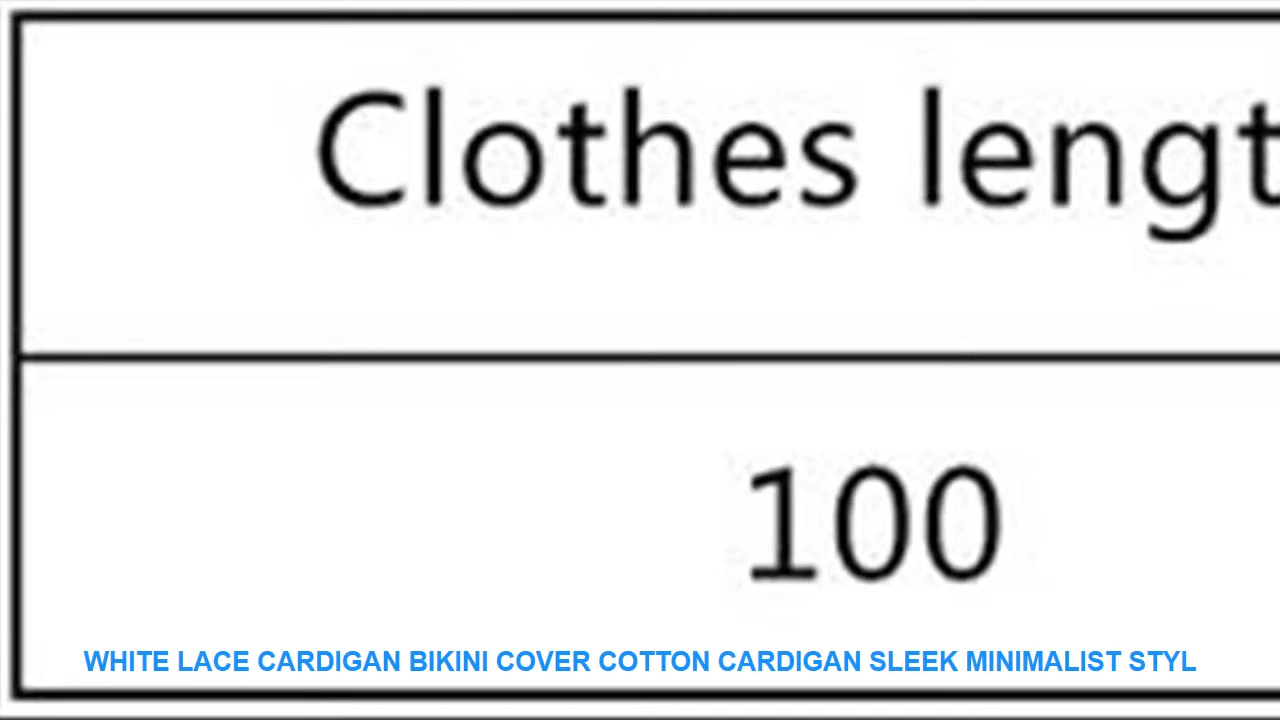 Clothes lengt
100
WHITE LACE CARDIGAN BIKINI COVER COTTON CARDIGAN SLEEK MINIMALIST STYL